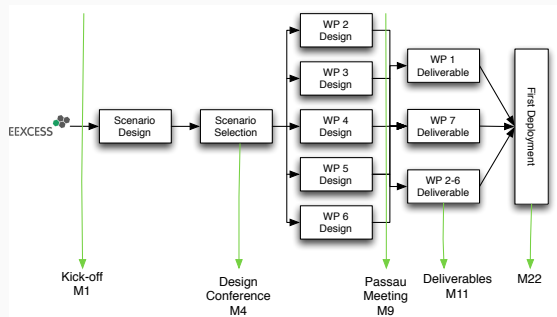 EEXCESS
Scenario
Design
Scenario
Selection
WP 2
Design
WP 3
Design
WP 4
Design
WP 5
Design
WP 6
Design
WP 1
Deliverable
WP 7
Deliverable
WP 2-6
Deliverable
First Deployment
Kick-off
M1
Design
Conference
M4
Passau
Meeting
M9
Deliverables
M11
M22